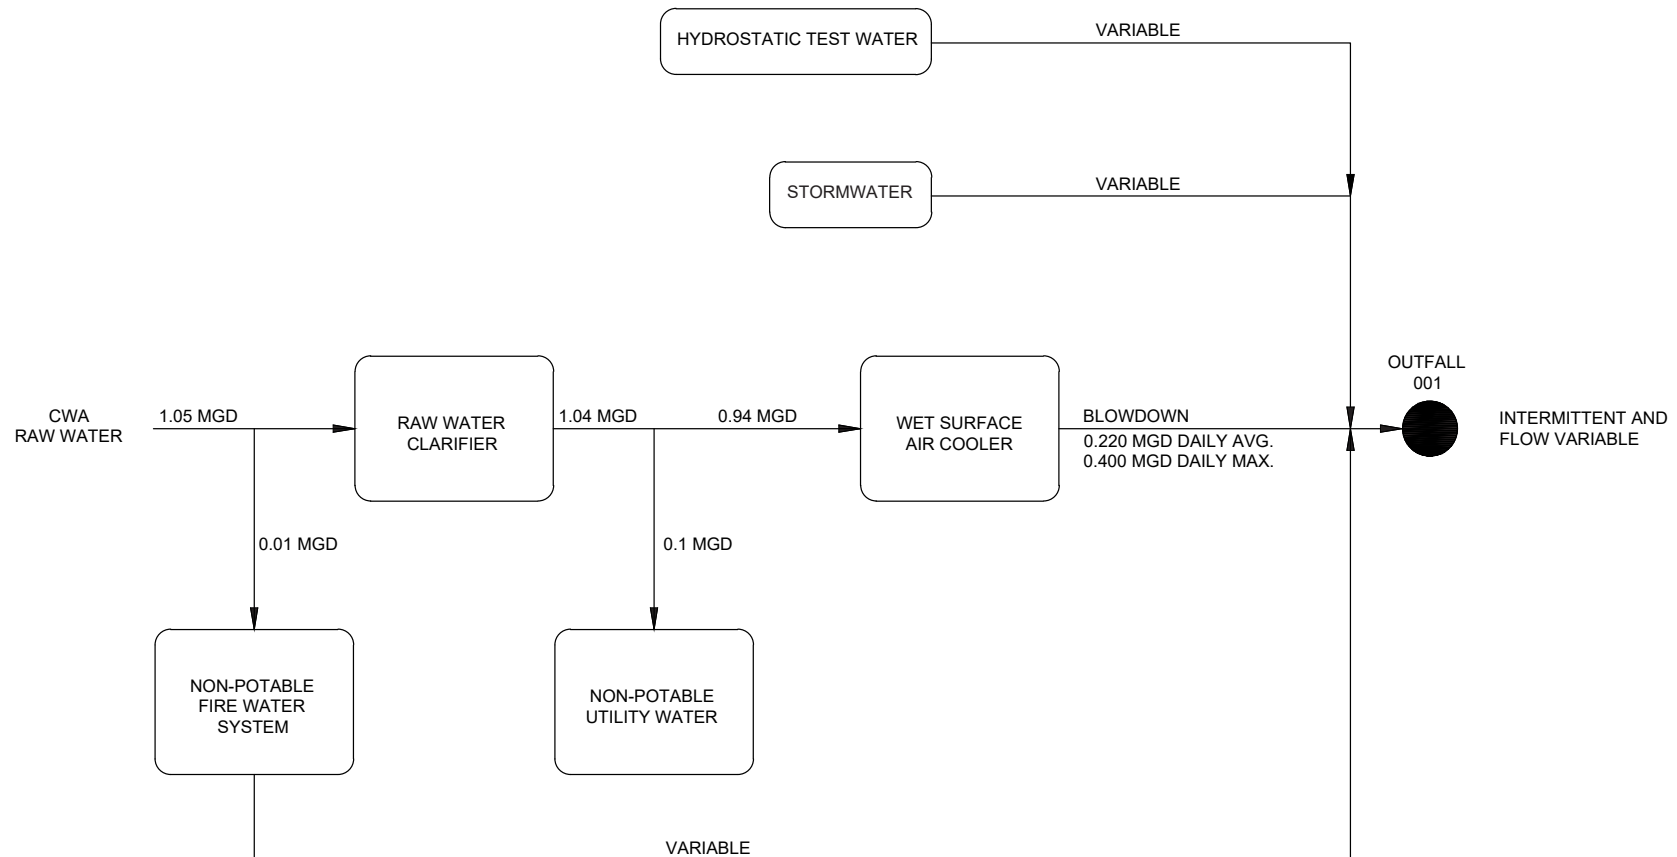 HYDROSTATIC TEST WATER
VARIABLE
STORMWATER
VARIABLE
CWA
RAW WATER
1.05 MGD
RAW WATER
CLARIFIER
1.04 MGD
0.94 MGD
WET SURFACE
AIR COOLER
BLOWDOWN
0.220 MGD DAILY AVG.
0.400 MGD DAILY MAX.
OUTFALL
001
INTERMITTENT AND
FLOW VARIABLE
0.01 MGD
0.1 MGD
NON-POTABLE
FIRE WATER
SYSTEM
NON-POTABLE
UTILITY WATER
VARIABLE